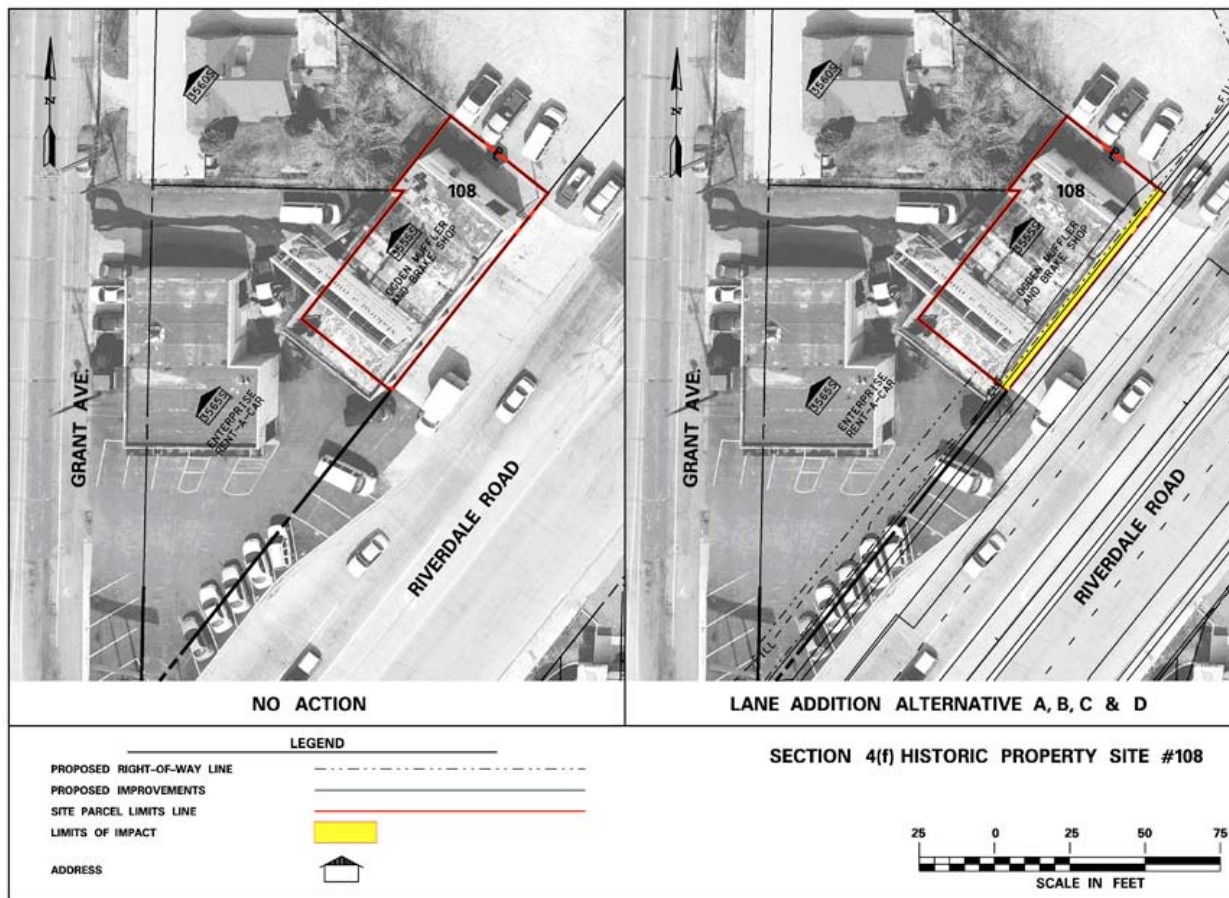 N
3560S
108
3555S
OGDEN MUFFLER
AND BRAKE SHOP
3565S
ENTERPRISE
RENT-A-CAR
GRANT AVE.
RIVERDALE ROAD
NO ACTION
N
3560S
108
3555S
OGDEN MUFFLER
AND BRAKE SHOP
3565S
ENTERPRISE
RENT-A-CAR
GRANT AVE.
RIVERDALE ROAD
LANE ADDITION ALTERNATIVE A, B, C & D
LEGEND
PROPOSED RIGHT-OF-WAY LINE
PROPOSED IMPROVEMENTS
SITE PARCEL LIMITS LINE
LIMITS OF IMPACT
ADDRESS
SECTION 4(f) HISTORIC PROPERTY SITE #108
25 0 25 50 75
SCALE IN FEET